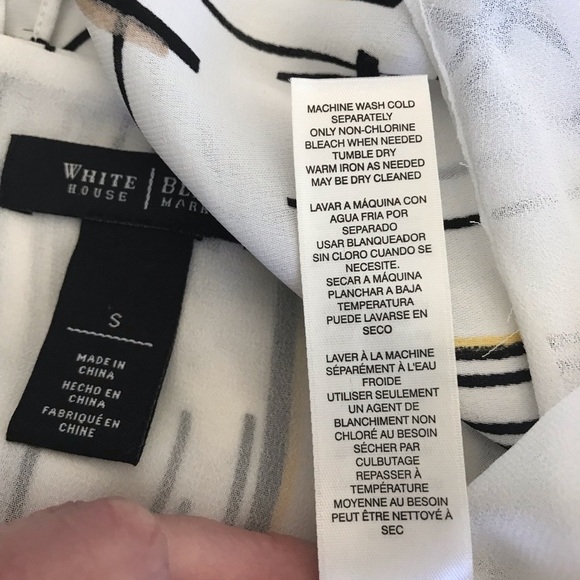 WHITE
HOUSE
S
MADE IN
CHINA
HECHO EN
CHINA
FABRIQUÉ EN
CHINE
MACHINE WASH COLD
SEPARATELY
ONLY NON-CHLORINE
BLEACH WHEN NEEDED
TUMBLE DRY
WARM IRON AS NEEDED
MAY BE DRY CLEANED
LAVAR A MÁQUINA CON
AGUA FRIA POR
SEPARADO
USAR BLANQUEADOR
SIN CLORO CUANDO SE
NECESITE.
SECAR A MÁQUINA
PLANCHAR A BAJA
TEMPERATURA
PUEDE LAVARSE EN
SECO
LAVER À LA MACHINE
SÉPARÉMENT À L'EAU
FROIDE
UTILISER SEULEMENT
UN AGENT DE
BLANCHIMENT NON
CHLORÉ AU BESOIN
SÉCHER PAR
CULBUTAGE
REPASSER À
TEMPÉRATURE
MOYENNE AU BESOIN
PEUT ÊTRE NETTOYÉ À
SEC